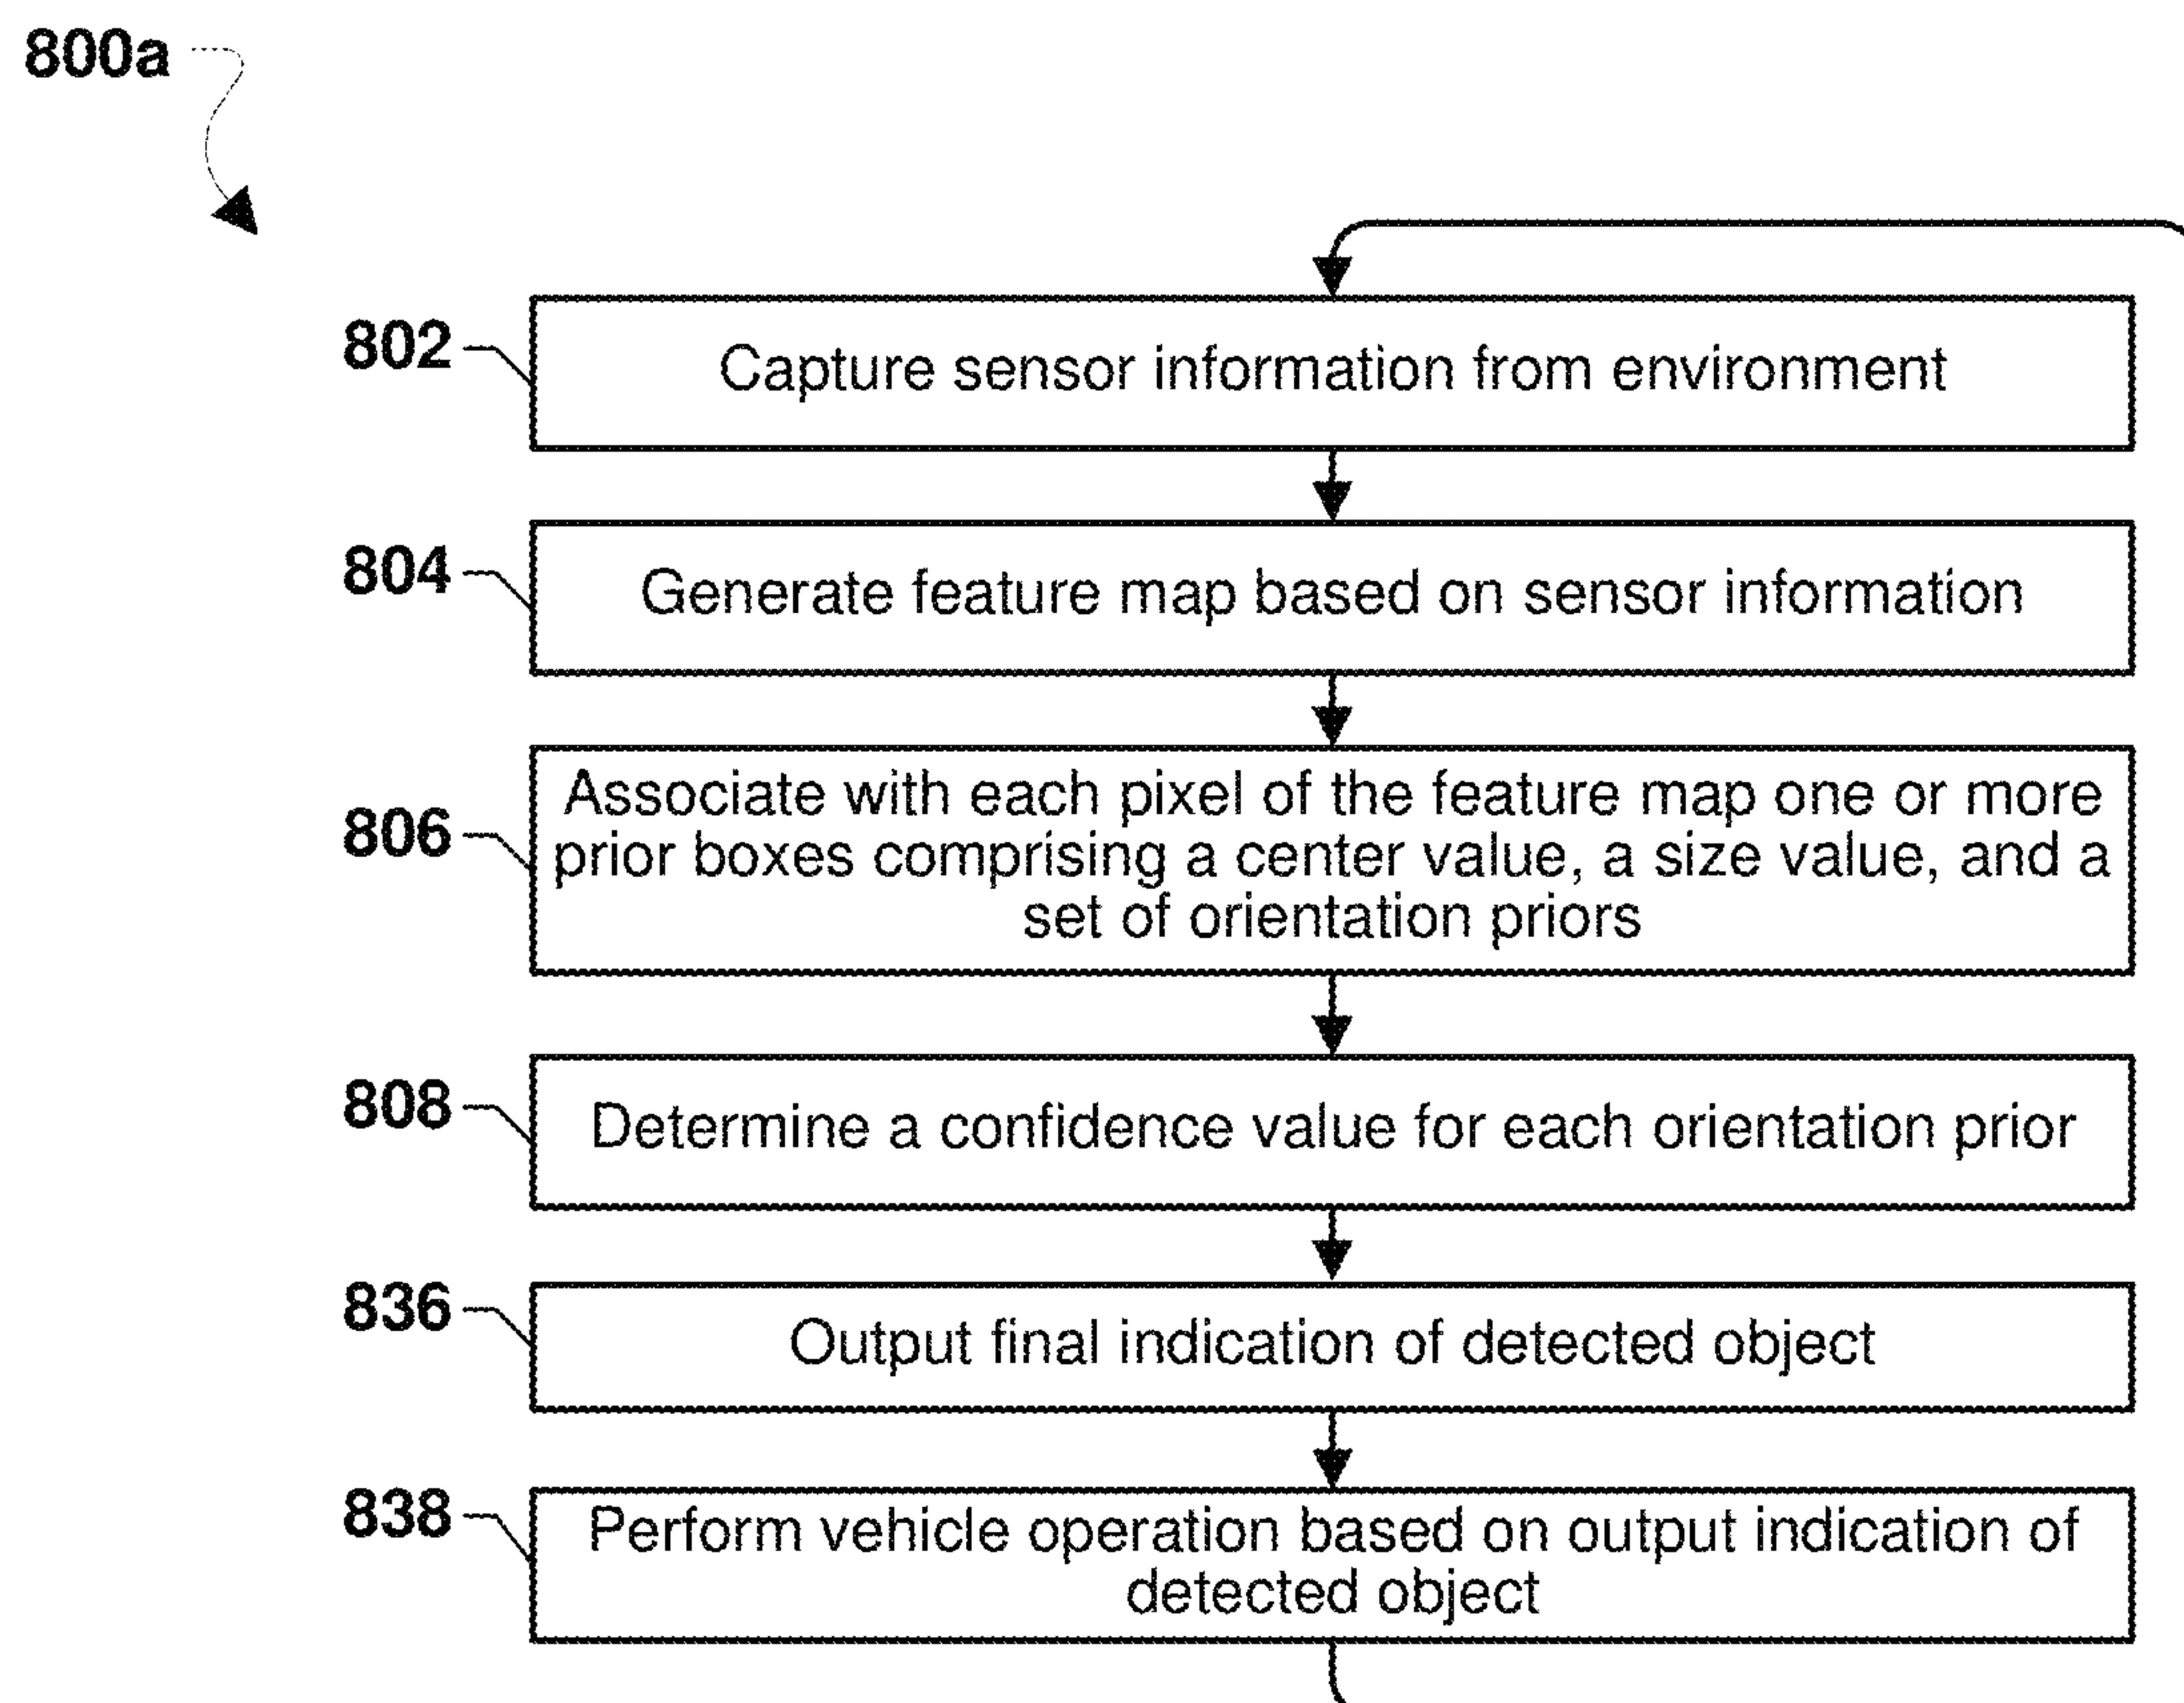 800a
802
Capture sensor information from environment
804
Generate feature map based on sensor information
806
Associate with each pixel of the feature map one or more
prior boxes comprising a center value, a size value, and a
set of orientation priors
808
Determine a confidence value for each orientation prior
836
Output final indication of detected object
838
Perform vehicle operation based on output indication of
detected object